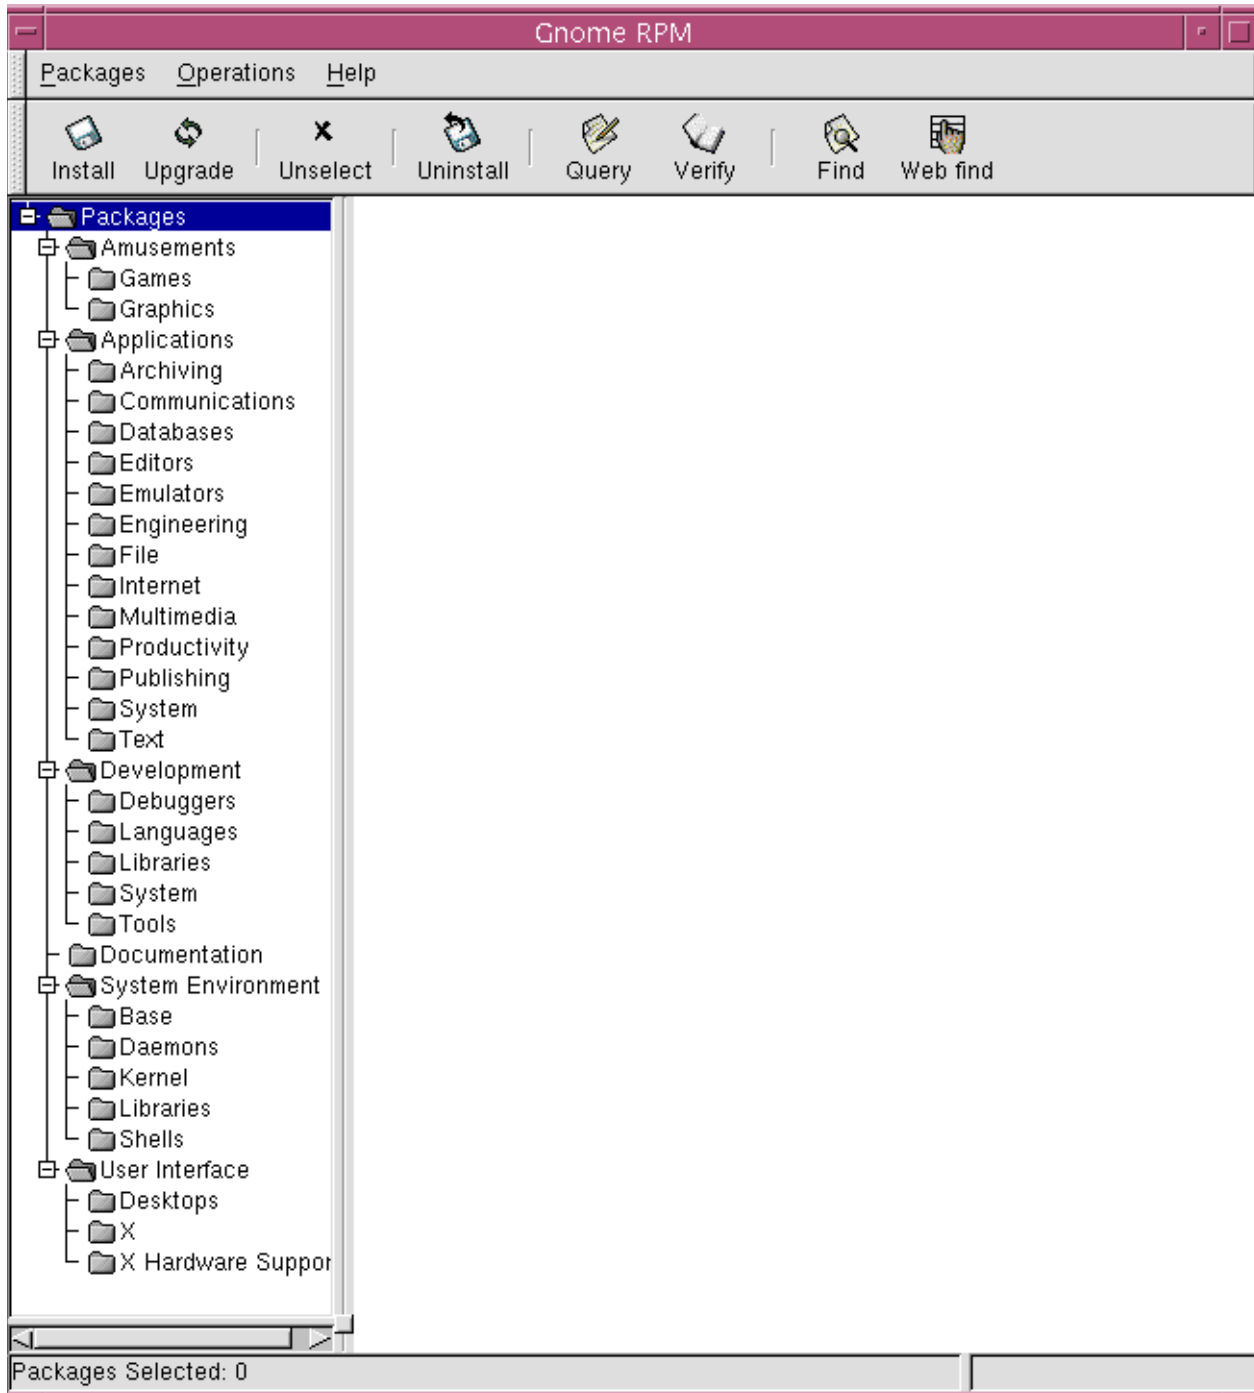 Gnome RPM
Packages Operations Help
Install Upgrade Unselect Uninstall Query Verify Find Web find
Packages
Amusements
Games
Graphics
Applications
Archiving
Communications
Databases
Editors
Emulators
Engineering
File
Internet
Multimedia
Productivity
Publishing
System
Text
Development
Debuggers
Languages
Libraries
System
Tools
Documentation
System Environment
Base
Daemons
Kernel
Libraries
Shells
User Interface
Desktops
X
X Hardware Suppor
Packages Selected: 0